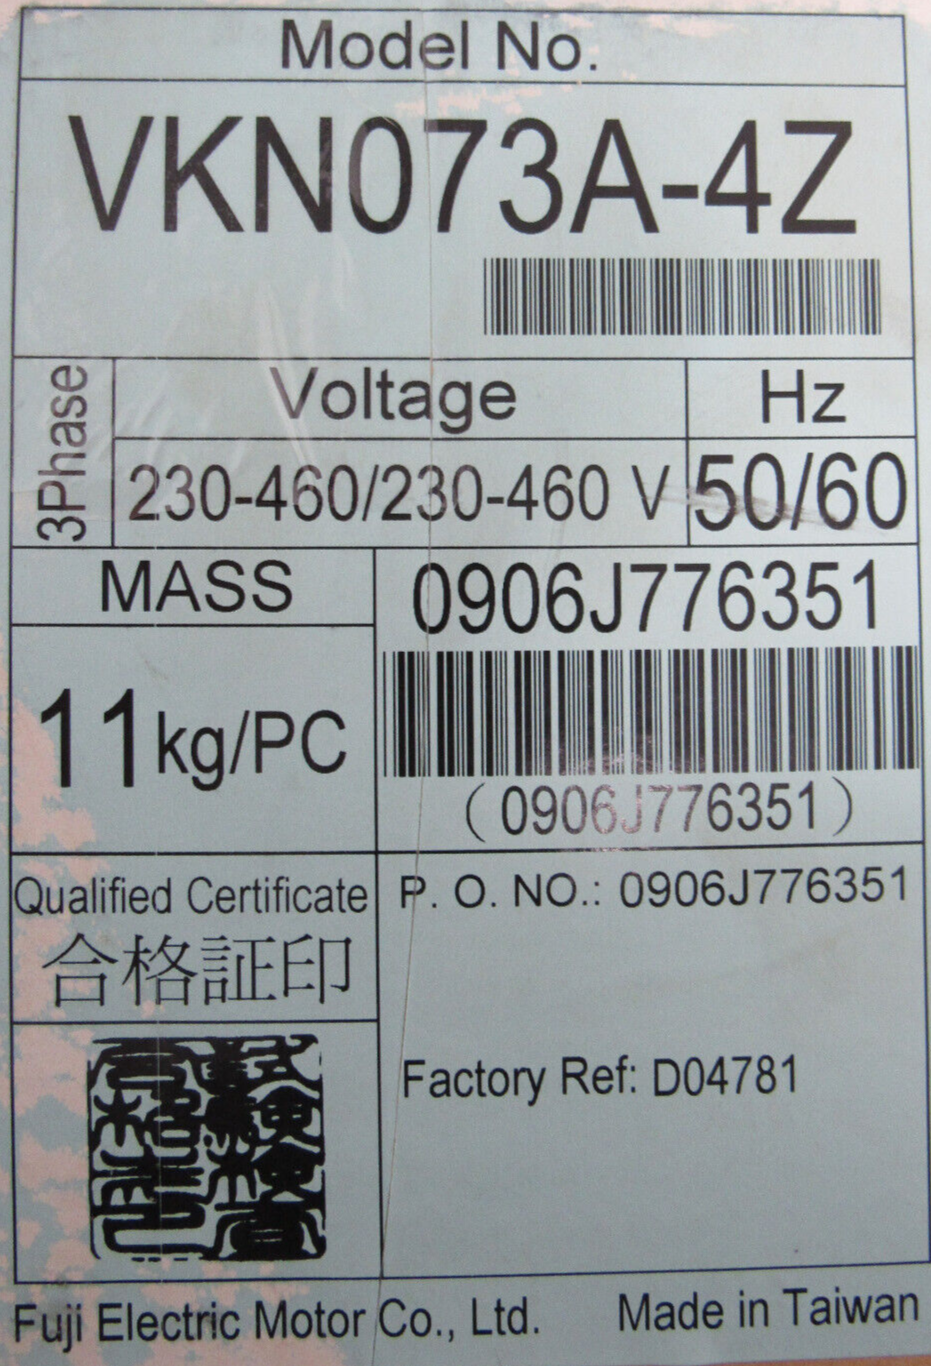 Model No.
VKN073A-4Z
3Phase
Voltage
Hz
230-460/230-460 V
50/60
MASS
0906J776351
11kg/PC
(0906J776351)
Qualified Certificate
合格証印
P. O. NO.: 0906J776351
Factory Ref: D04781
Fuji Electric Motor Co., Ltd.
Made in Taiwan